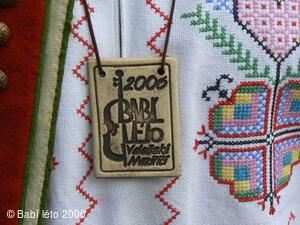 2006
BABÍ
LÉTO
Valašské
Meziříčí
© Babí léto 2006